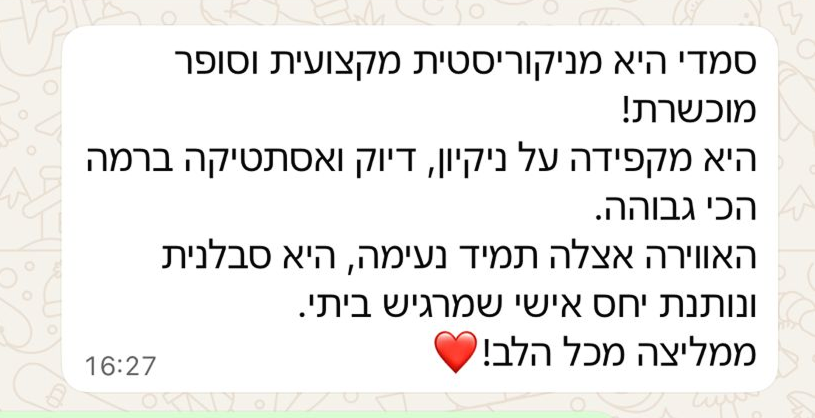 סמדי היא מניקוריסטית מקצועית וסופר
מוכשרת!
היא מקפידה על ניקיון, דיוק ואסתטיקה ברמה
הכי גבוהה.
האווירה אצלה תמיד נעימה, היא סבלנית
ונותנת יחס אישי שמרגיש ביתי.
ממליצה מכל הלב!❤️
16:27